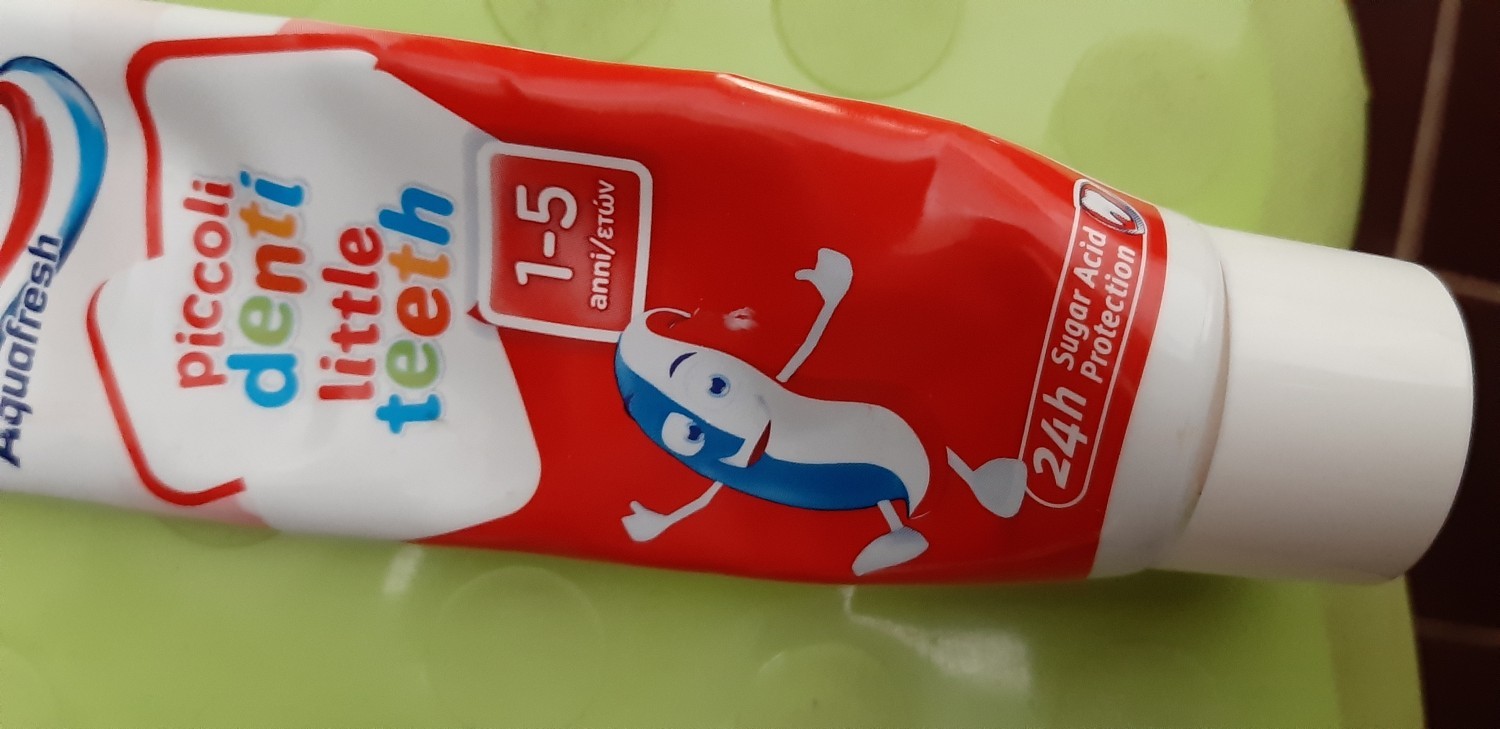 Aquafresh
piccoli
denti
little
teeth
1-5
anni/ετών
24h Sugar Acid
Protection